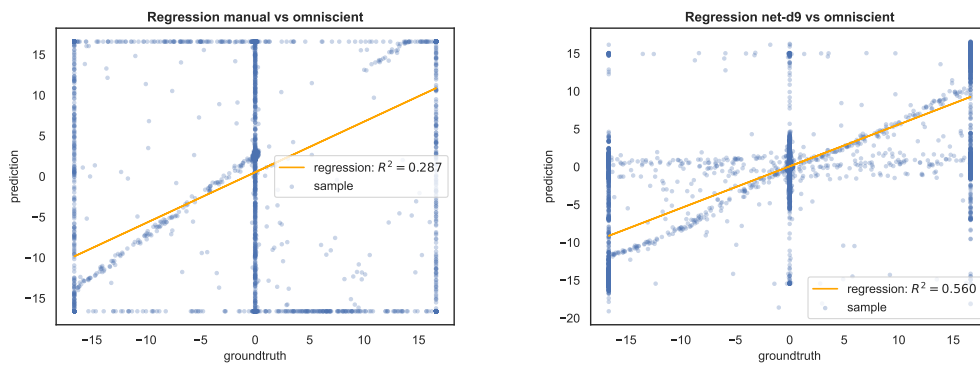 Regression manual vs omniscient
15
10
5
0
−5
−10
−15
prediction
regression: R² = 0.287
sample
−15
−10
−5
0
5
10
15
groundtruth
Regression net-d9 vs omniscient
15
10
5
0
−5
−10
−15
−20
prediction
regression: R² = 0.560
sample
−15
−10
−5
0
5
10
15
groundtruth